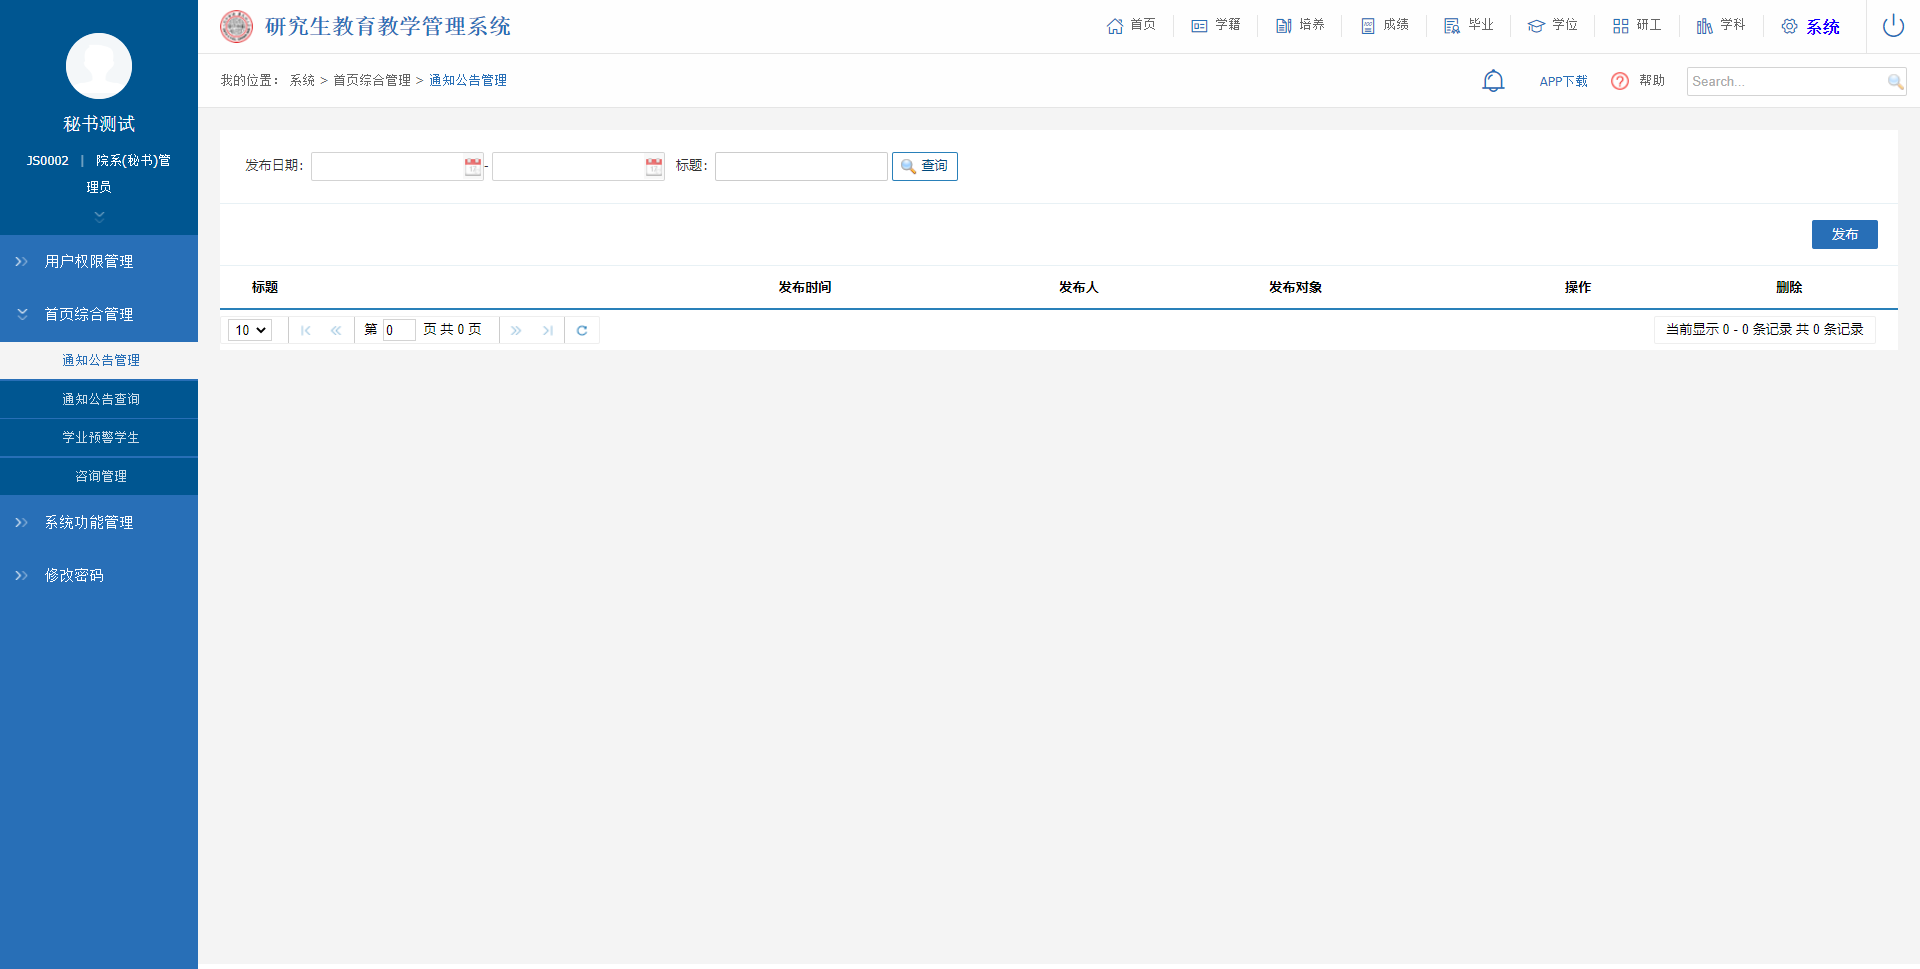 研究生教育教学管理系统
首页 学籍 培养 成绩 毕业 学位 研工 学科 系统
秘书测试
JS0002 | 院系(秘书)管
理员
我的位置： 系统 > 首页综合管理 > 通知公告管理
APP下载 帮助 Search...
用户权限管理
首页综合管理
通知公告管理
通知公告查询
学业预警学生
咨询管理
系统功能管理
修改密码
发布日期： - 标题： 查询
发布
标题 发布时间 发布人 发布对象 操作 删除
10 第 0 页 共 0 页 当前显示 0 - 0 条记录 共 0 条记录